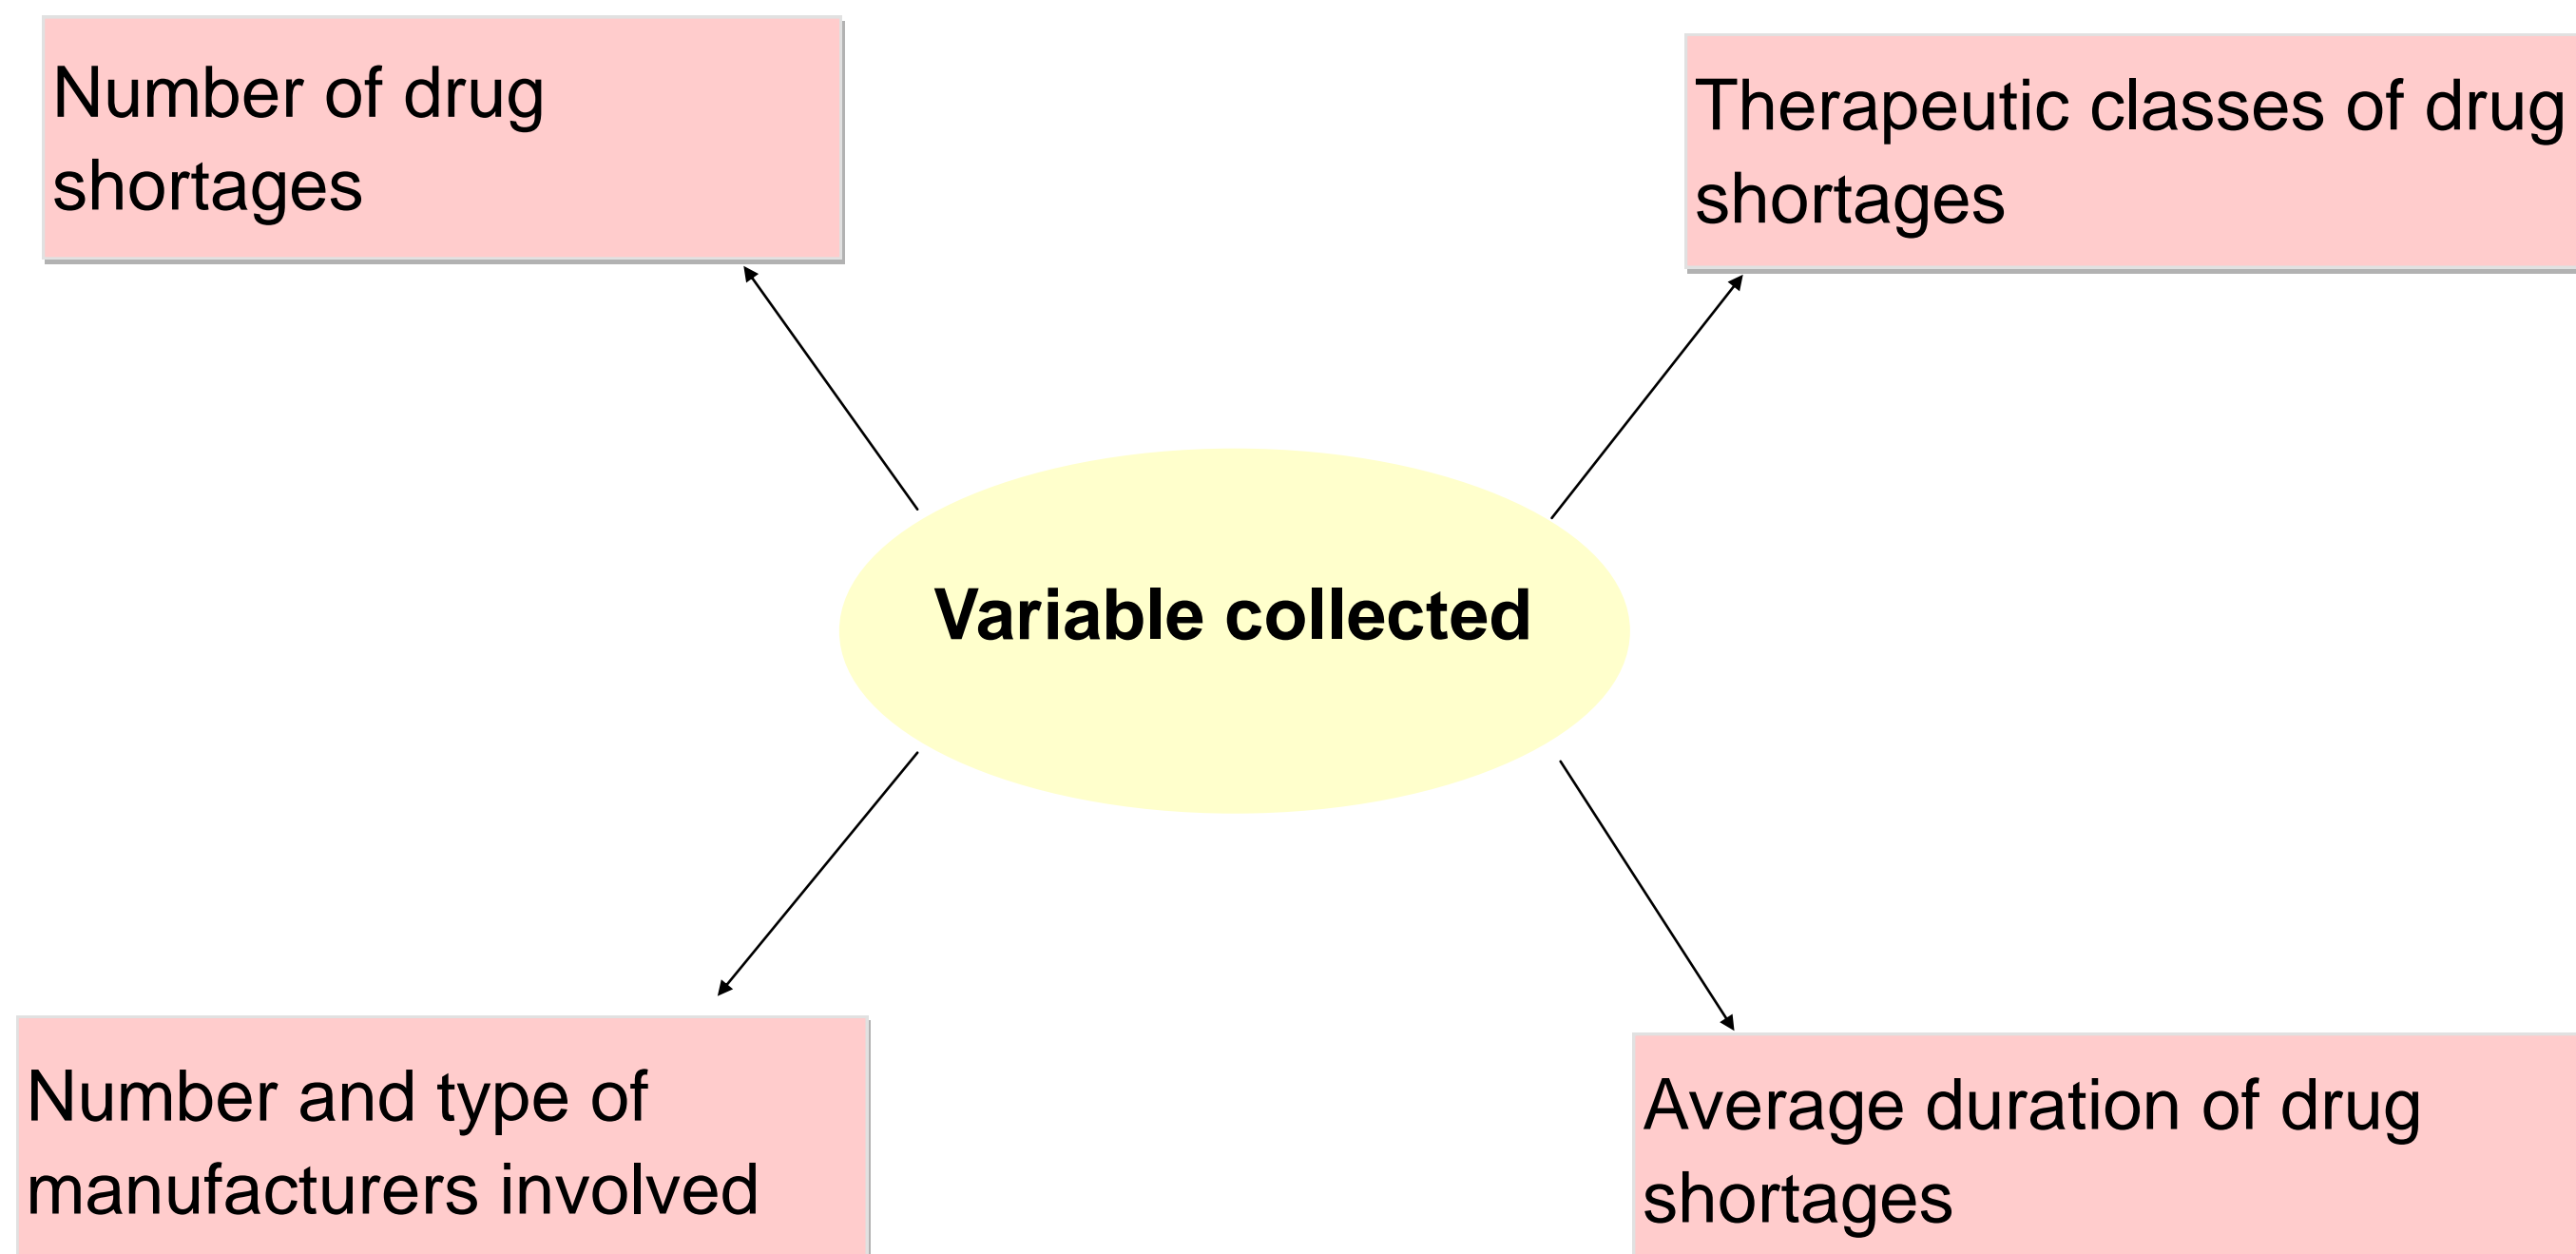 Number of drug
shortages
Therapeutic classes of drug
shortages
Variable collected
Number and type of
manufacturers involved
Average duration of drug
shortages